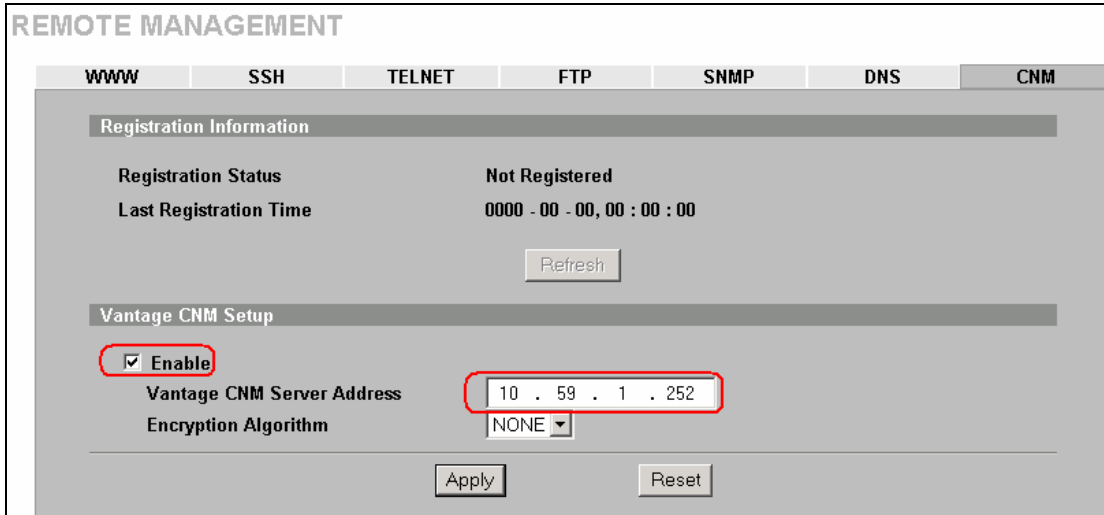 REMOTE MANAGEMENT
WWW SSH TELNET FTP SNMP DNS CNM
Registration Information
Registration Status Not Registered
Last Registration Time 0000 - 00 - 00, 00 : 00 : 00
Refresh
Vantage CNM Setup
Enable
Vantage CNM Server Address 10 . 59 . 1 . 252
Encryption Algorithm NONE
Apply Reset